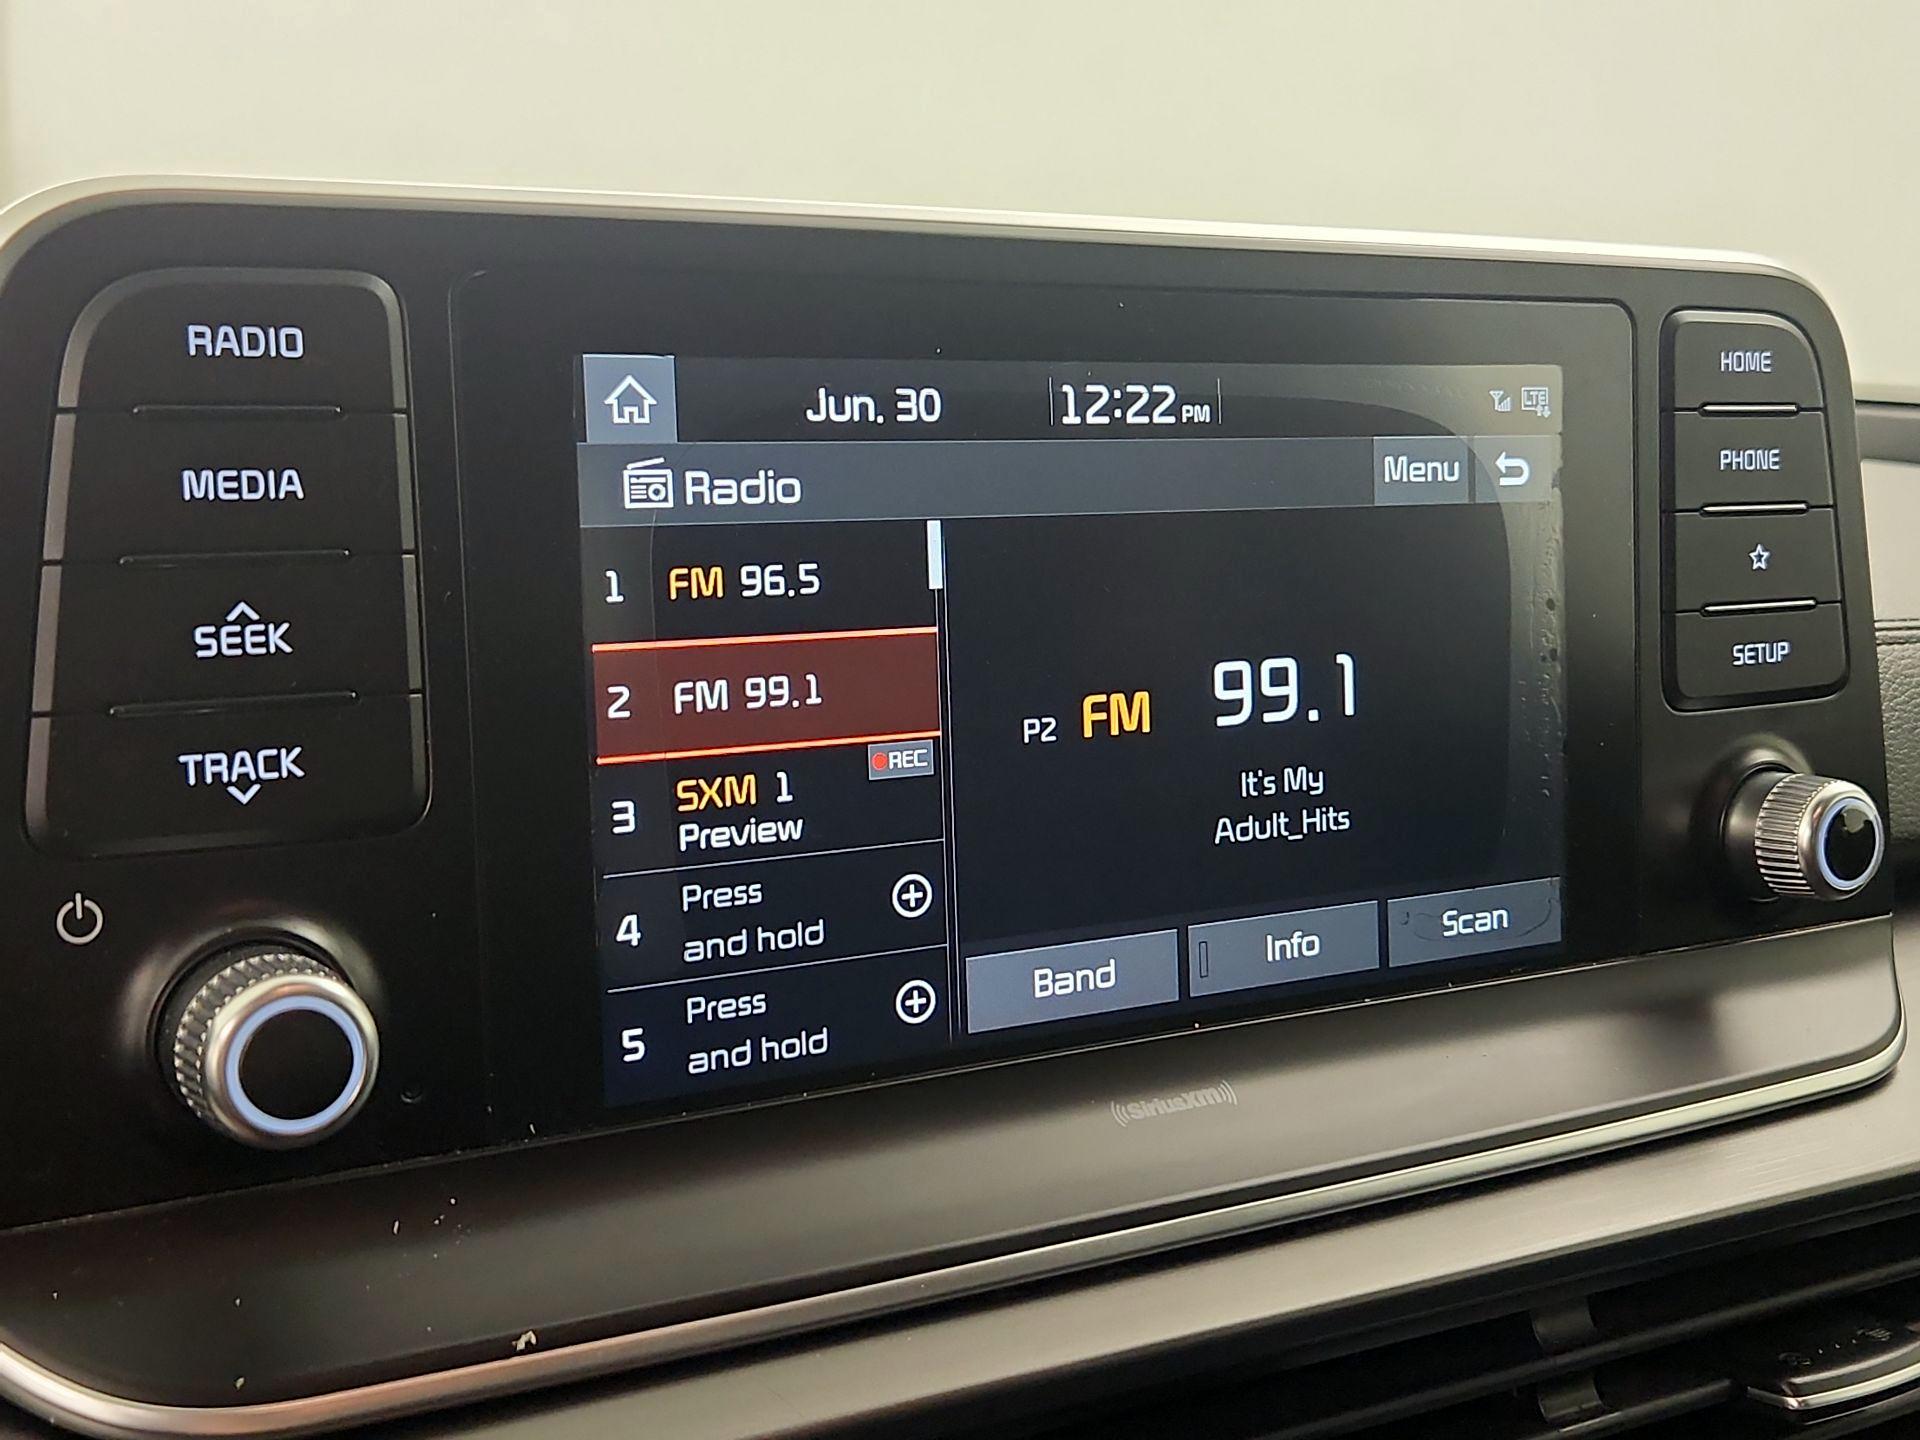 RADIO
MEDIA
SEEK
TRACK
Jun. 30
12:22 PM
LTE
Radio
Menu
1 FM 96.5
2 FM 99.1
REC
3 SXM 1
Preview
4 Press
and hold
5 Press
and hold
P2 FM 99.1
It's My
Adult_Hits
Band
Info
Scan
HOME
PHONE
SETUP
((SiriusXM))